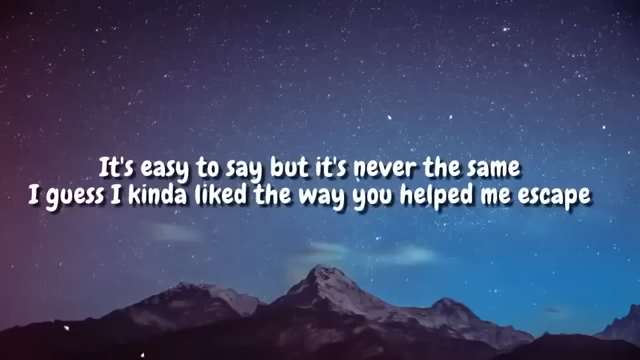 It's easy to say but it's never the same
I guess I kinda liked the way you helped me escape